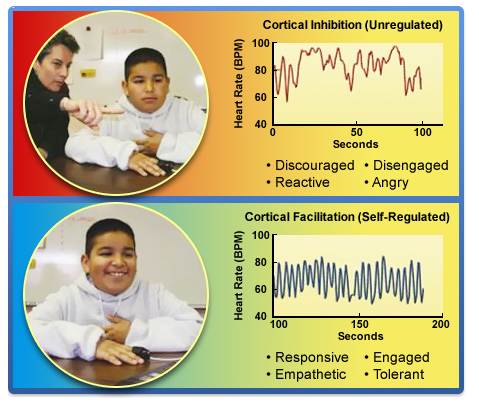 Cortical Inhibition (Unregulated)
Heart Rate (BPM)
100
80
60
40
0 50 100
Seconds
• Discouraged • Disengaged
• Reactive • Angry
Cortical Facilitation (Self-Regulated)
Heart Rate (BPM)
100
80
60
40
100 150 200
Seconds
• Responsive • Engaged
• Empathetic • Tolerant